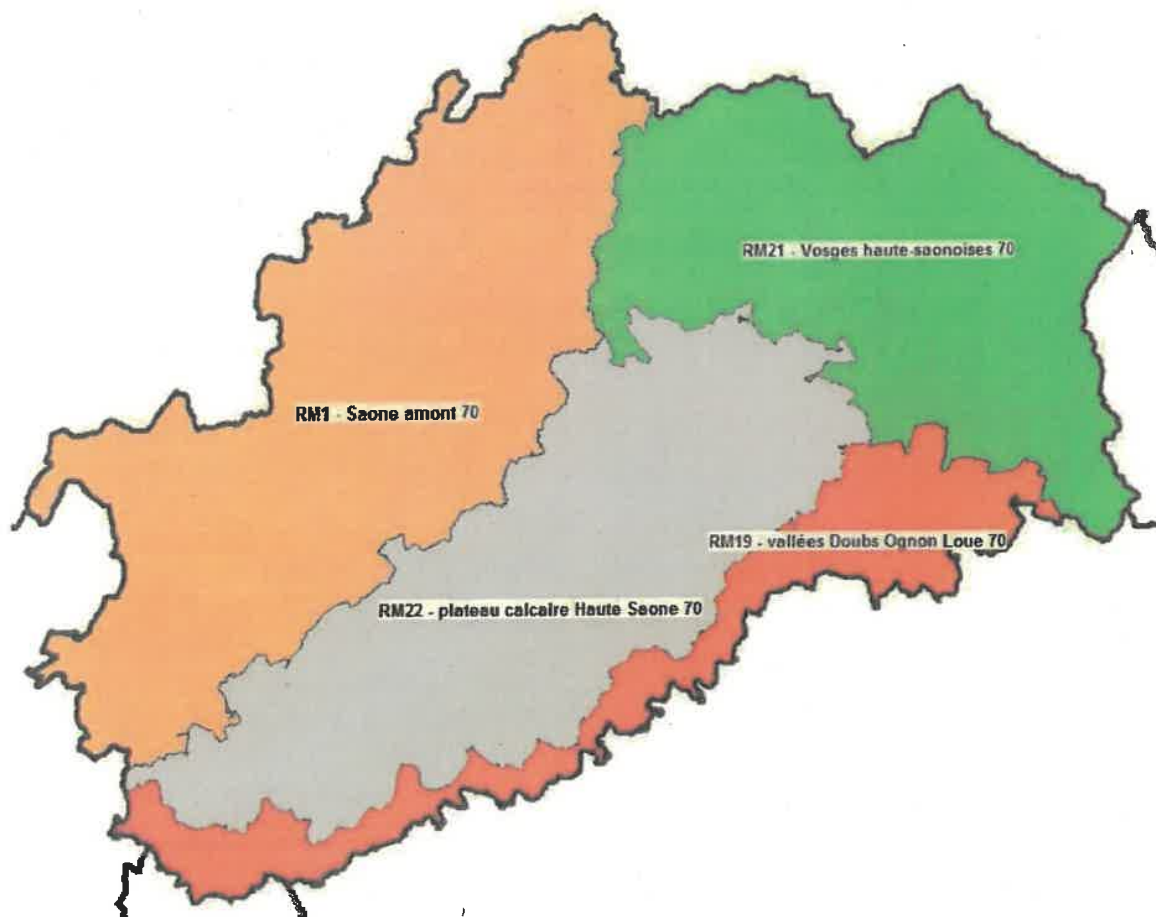 RM21 - Vosges haute-saonoises 70
RM1 - Saone amont 70
RM19 - vallées Doubs Ognon Loue 70
RM22 - plateau calcaire Haute Saone 70